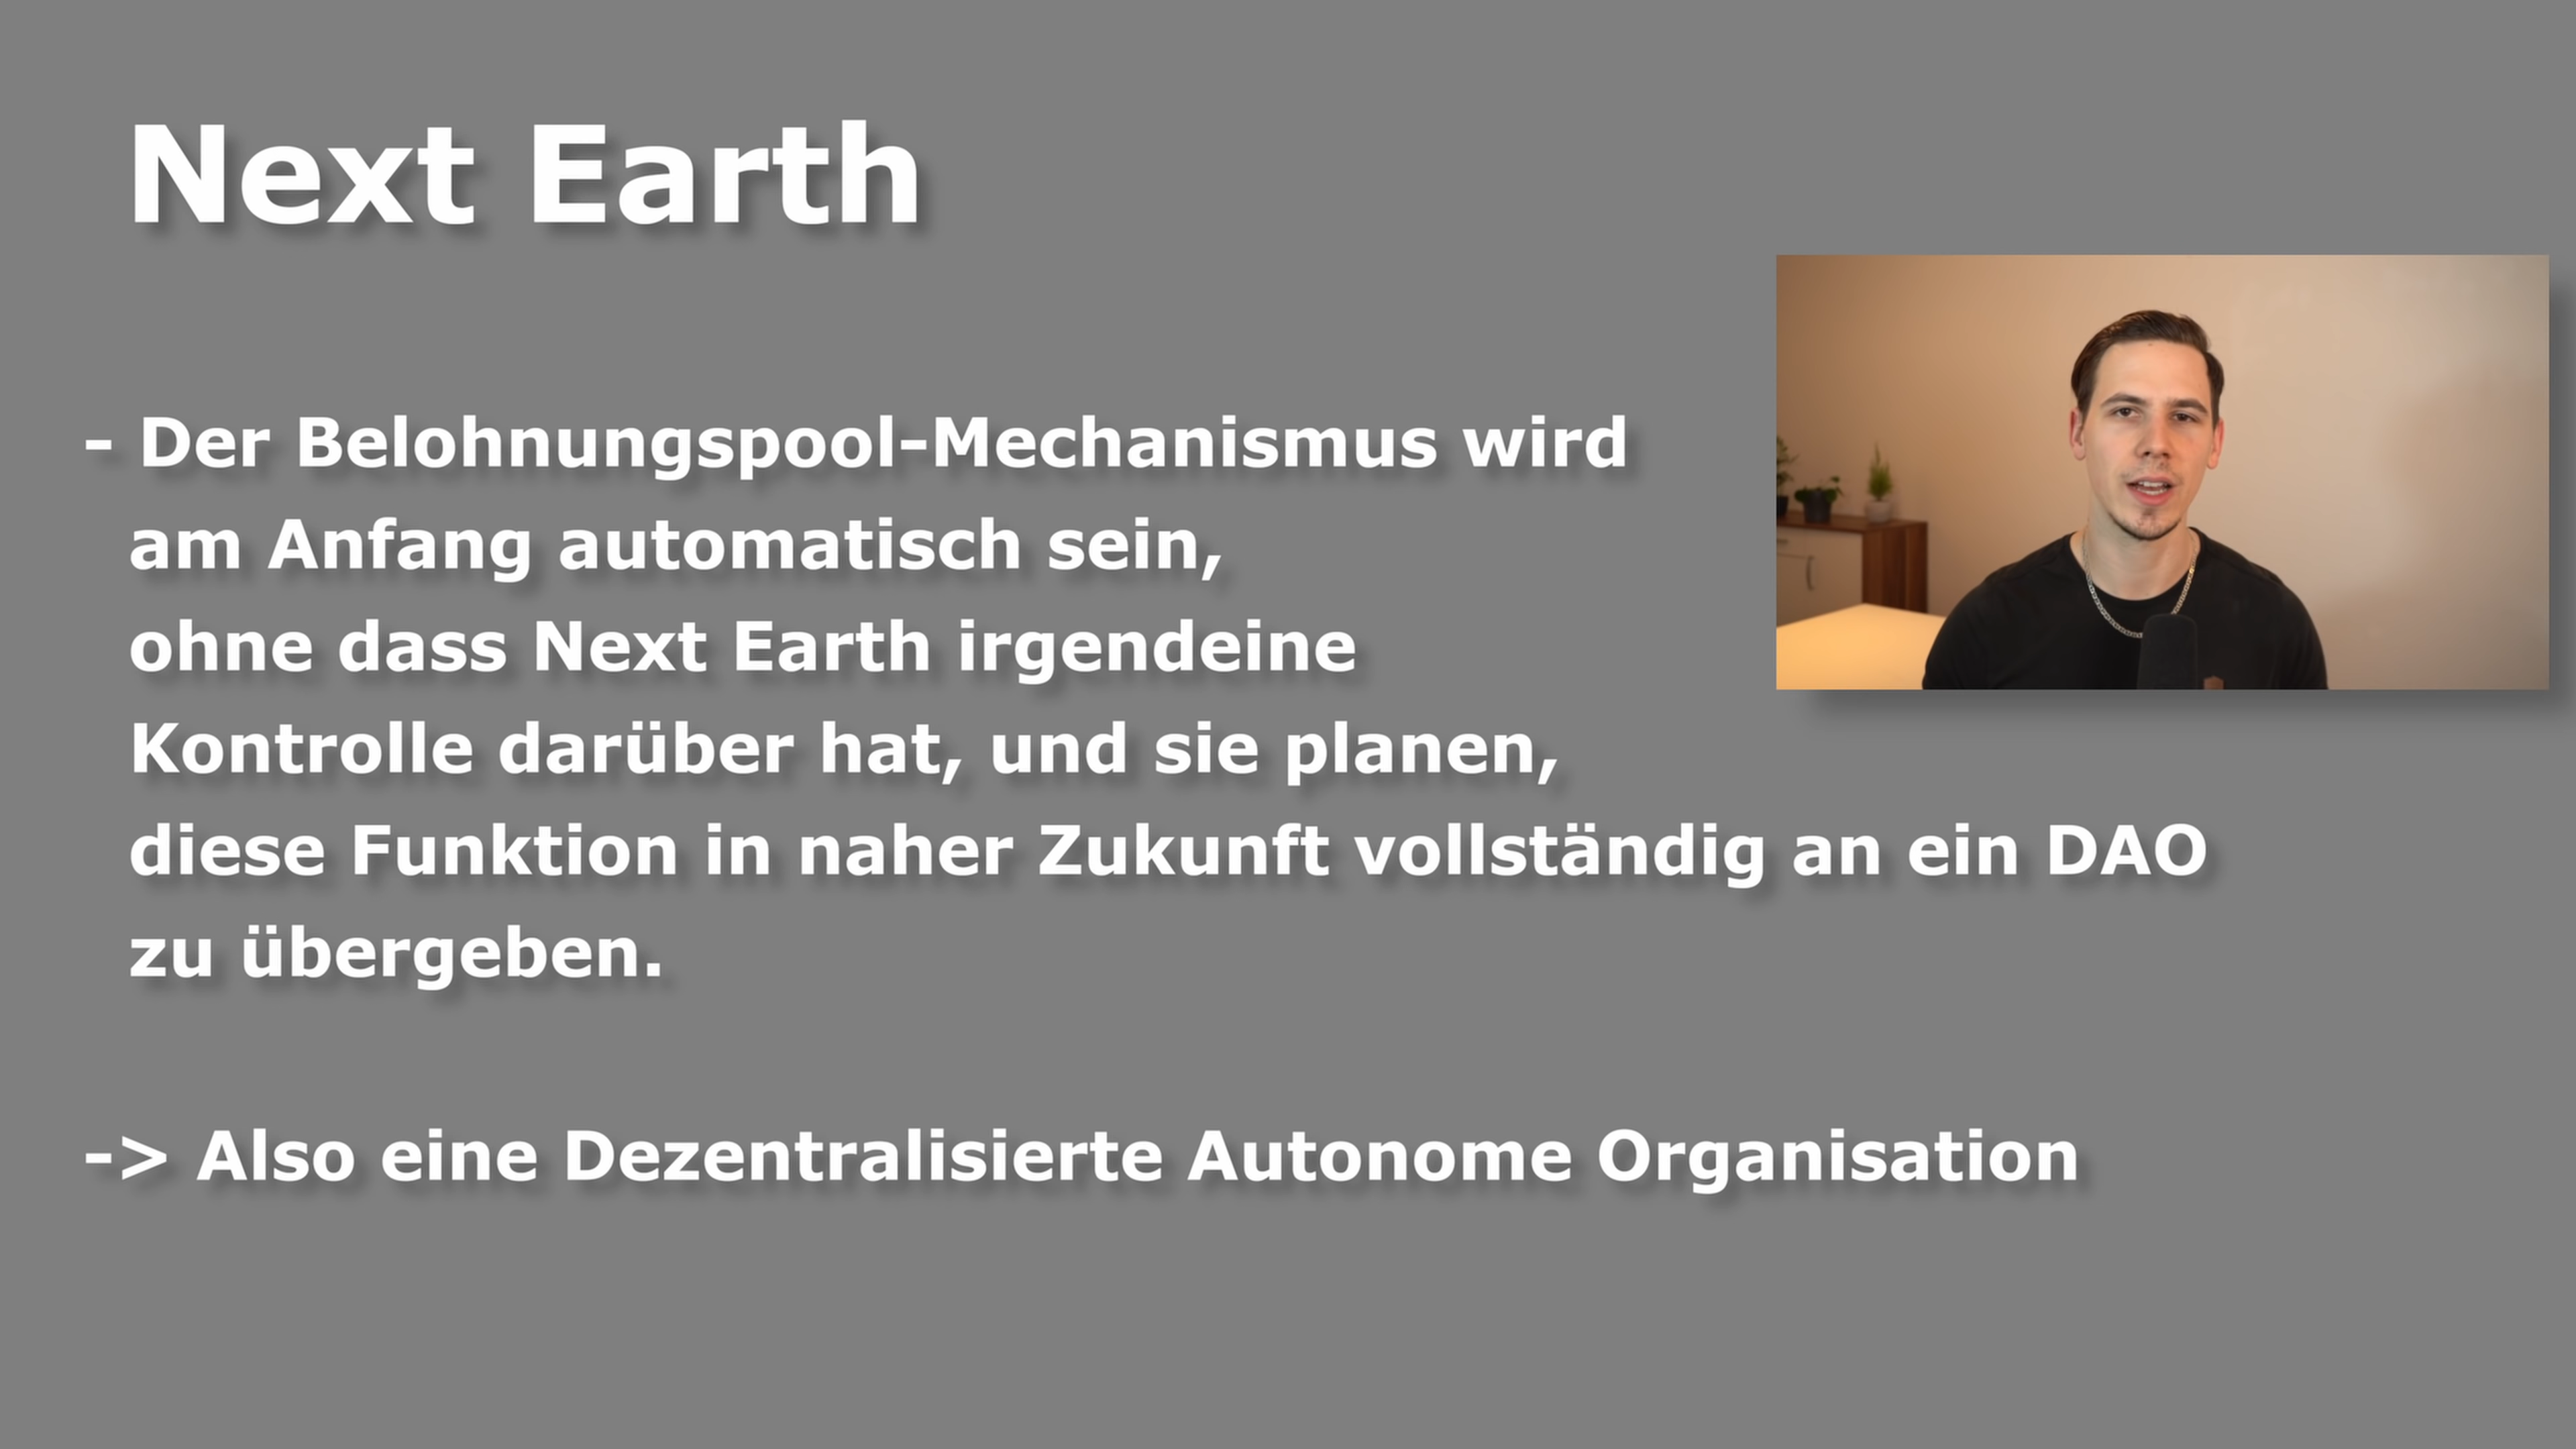 Next Earth
- Der Belohnungspool-Mechanismus wird
am Anfang automatisch sein,
ohne dass Next Earth irgendeine
Kontrolle darüber hat, und sie planen,
diese Funktion in naher Zukunft vollständig an ein DAO
zu übergeben.
-> Also eine Dezentralisierte Autonome Organisation